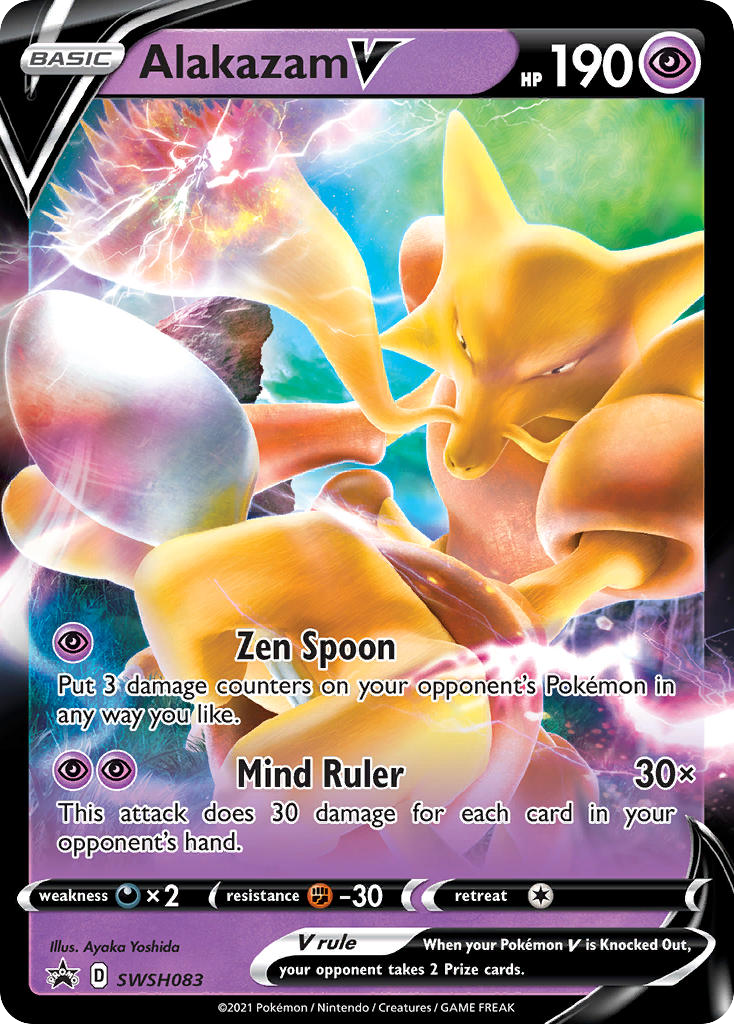 BASIC
Alakazam V
HP 190
Zen Spoon
Put 3 damage counters on your opponent's Pokémon in
any way you like.
Mind Ruler 30×
This attack does 30 damage for each card in your
opponent's hand.
weakness ×2 resistance -30 retreat
Illus. Ayaka Yoshida
V rule
When your Pokémon V is Knocked Out,
your opponent takes 2 Prize cards.
PROMO D SWSH083
©2021 Pokémon / Nintendo / Creatures / GAME FREAK